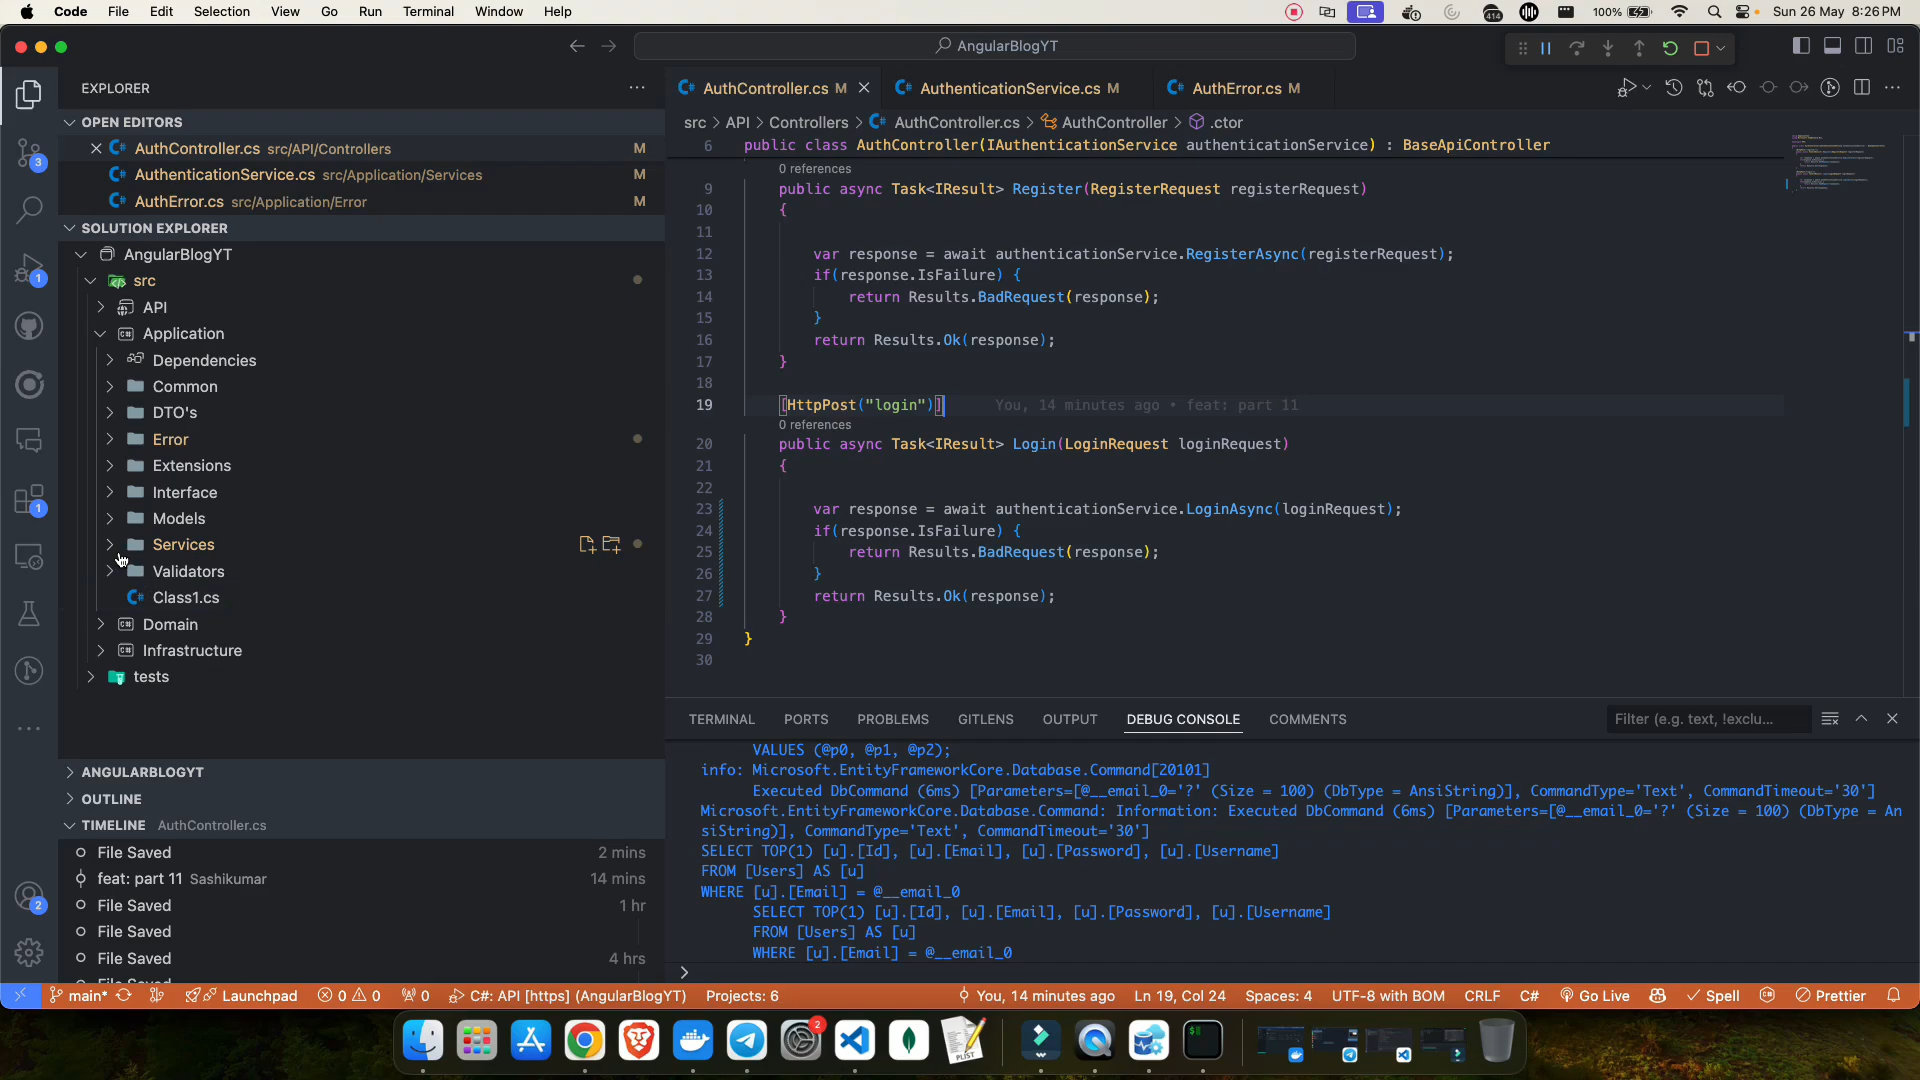 Code File Edit Selection View Go Run Terminal Window Help
414
100%
Sun 26 May 8:26 PM
AngularBlogYT
EXPLORER
AuthController.cs M
AuthenticationService.cs M
AuthError.cs M
OPEN EDITORS
AuthController.cs src/API/Controllers M
AuthenticationService.cs src/Application/Services M
AuthError.cs src/Application/Error M
SOLUTION EXPLORER
AngularBlogYT
src
API
Application
Dependencies
Common
DTO's
Error
Extensions
Interface
Models
Services
Validators
Class1.cs
Domain
Infrastructure
tests
ANGULARBLOGYT
OUTLINE
TIMELINE AuthController.cs
File Saved 2 mins
feat: part 11 Sashikumar 14 mins
File Saved 1 hr
File Saved
File Saved 4 hrs
3
1
1
2
src > API > Controllers > AuthController.cs > AuthController > .ctor
6 public class AuthController(IAuthenticationService authenticationService) : BaseApiController
0 references
9 public async Task<IResult> Register(RegisterRequest registerRequest)
10 {
11
12 var response = await authenticationService.RegisterAsync(registerRequest);
13 if(response.IsFailure) {
14 return Results.BadRequest(response);
15 }
16 return Results.Ok(response);
17 }
18
19 [HttpPost("login")] You, 14 minutes ago • feat: part 11
0 references
20 public async Task<IResult> Login(LoginRequest loginRequest)
21 {
22
23 var response = await authenticationService.LoginAsync(loginRequest);
24 if(response.IsFailure) {
25 return Results.BadRequest(response);
26 }
27 return Results.Ok(response);
28 }
29 }
30
TERMINAL PORTS PROBLEMS GITLENS OUTPUT DEBUG CONSOLE COMMENTS
Filter (e.g. text, !exclu...
VALUES (@p0, @p1, @p2);
info: Microsoft.EntityFrameworkCore.Database.Command[20101]
Executed DbCommand (6ms) [Parameters=[@__email_0='?' (Size = 100) (DbType = AnsiString)], CommandType='Text', CommandTimeout='30']
Microsoft.EntityFrameworkCore.Database.Command: Information: Executed DbCommand (6ms) [Parameters=[@__email_0='?' (Size = 100) (DbType = An
siString)], CommandType='Text', CommandTimeout='30']
SELECT TOP(1) [u].[Id], [u].[Email], [u].[Password], [u].[Username]
FROM [Users] AS [u]
WHERE [u].[Email] = @__email_0
SELECT TOP(1) [u].[Id], [u].[Email], [u].[Password], [u].[Username]
FROM [Users] AS [u]
WHERE [u].[Email] = @__email_0
main* Launchpad 0 0 0 C#: API [https] (AngularBlogYT) Projects: 6 You, 14 minutes ago Ln 19, Col 24 Spaces: 4 UTF-8 with BOM CRLF C# Go Live Spell Prettier
2
PLIST